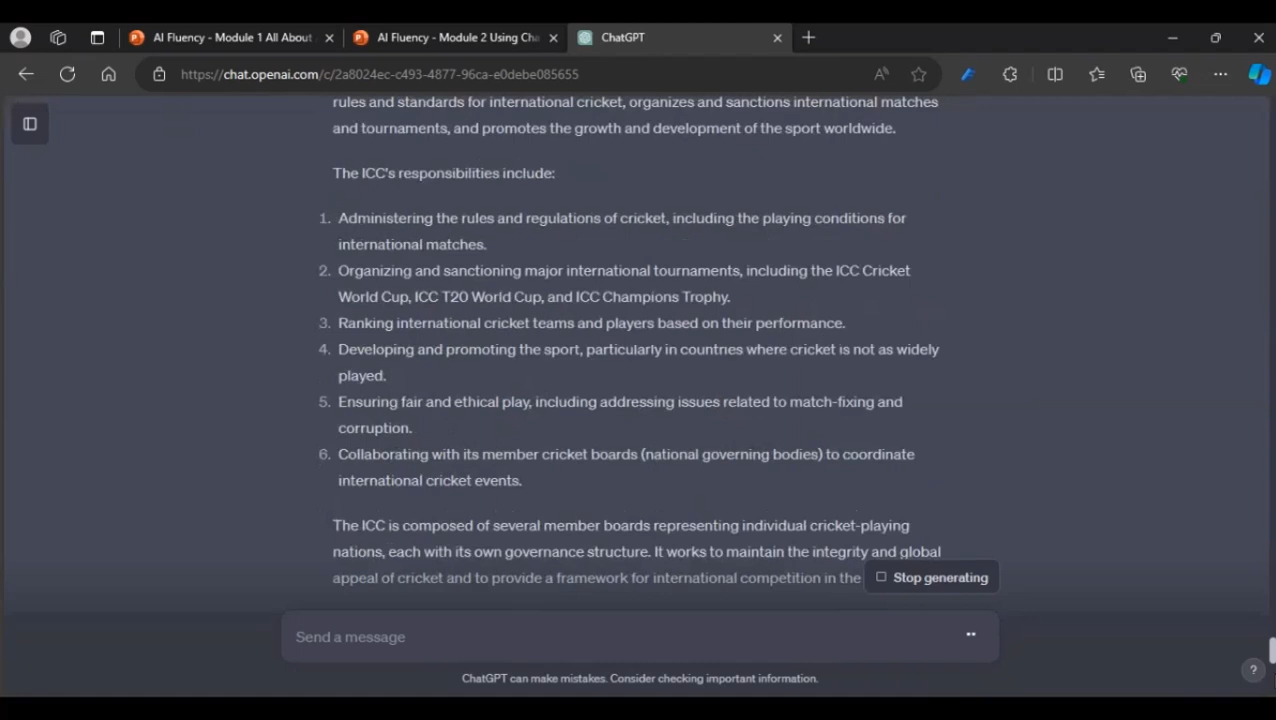 AI Fluency - Module 1 All About
AI Fluency - Module 2 Using Cha
ChatGPT
https://chat.openai.com/c/2a8024ec-c493-4877-96ca-e0debe085655
rules and standards for international cricket, organizes and sanctions international matches
and tournaments, and promotes the growth and development of the sport worldwide.
The ICC's responsibilities include:
1. Administering the rules and regulations of cricket, including the playing conditions for
international matches.
2. Organizing and sanctioning major international tournaments, including the ICC Cricket
World Cup, ICC T20 World Cup, and ICC Champions Trophy.
3. Ranking international cricket teams and players based on their performance.
4. Developing and promoting the sport, particularly in countries where cricket is not as widely
played.
5. Ensuring fair and ethical play, including addressing issues related to match-fixing and
corruption.
6. Collaborating with its member cricket boards (national governing bodies) to coordinate
international cricket events.
The ICC is composed of several member boards representing individual cricket-playing
nations, each with its own governance structure. It works to maintain the integrity and global
appeal of cricket and to provide a framework for international competition in the
Stop generating
Send a message
ChatGPT can make mistakes. Consider checking important information.
?